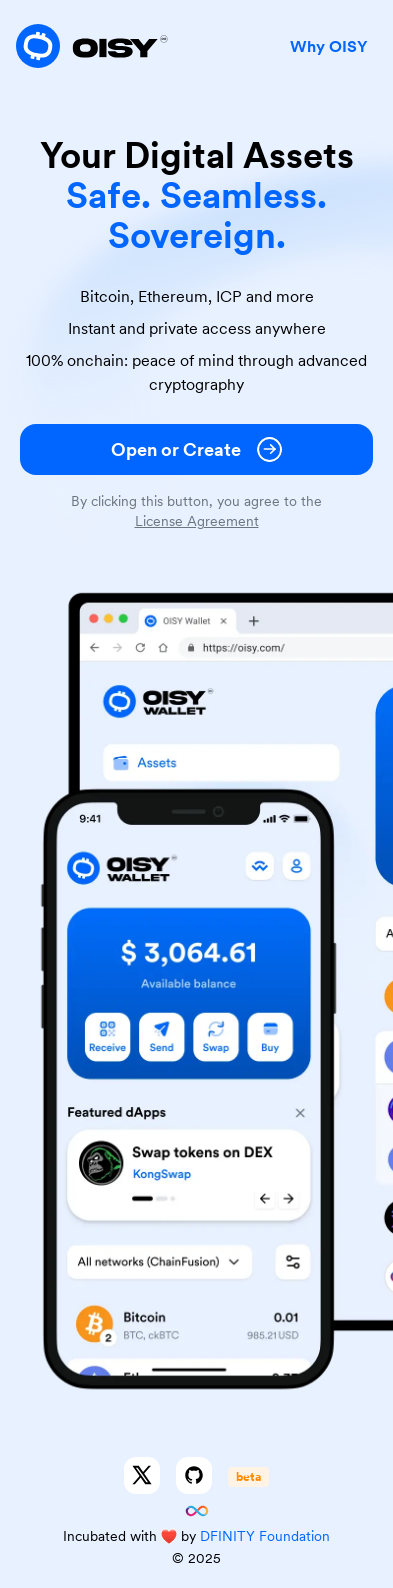 OISY
Why OISY
Your Digital Assets
Safe. Seamless.
Sovereign.
Bitcoin, Ethereum, ICP and more
Instant and private access anywhere
100% onchain: peace of mind through advanced
cryptography
Open or Create
By clicking this button, you agree to the
License Agreement
OISY Wallet
https://oisy.com/
OISY
WALLET
Assets
9:41
OISY
WALLET
$ 3,064.61
Available balance
Receive Send Swap Buy
Featured dApps
Swap tokens on DEX
KongSwap
All networks (ChainFusion)
Bitcoin 0.01
2 BTC, ckBTC 985.21 USD
beta
Incubated with ❤️ by DFINITY Foundation
© 2025